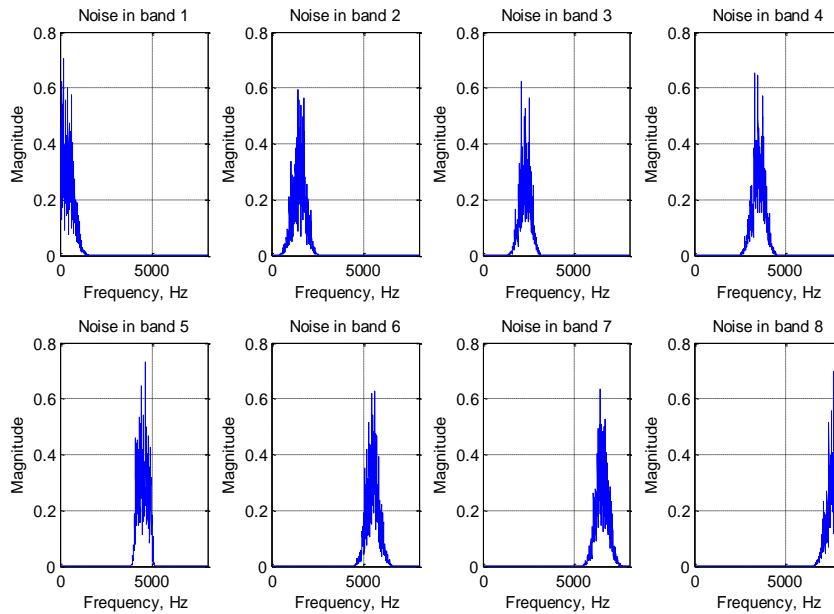 Noise in band 1
0.8
0.6
0.4
0.2
0
Magnitude
0 5000
Frequency, Hz
Noise in band 2
0.8
0.6
0.4
0.2
0
Magnitude
0 5000
Frequency, Hz
Noise in band 3
0.8
0.6
0.4
0.2
0
Magnitude
0 5000
Frequency, Hz
Noise in band 4
0.8
0.6
0.4
0.2
0
Magnitude
0 5000
Frequency, Hz
Noise in band 5
0.8
0.6
0.4
0.2
0
Magnitude
0 5000
Frequency, Hz
Noise in band 6
0.8
0.6
0.4
0.2
0
Magnitude
0 5000
Frequency, Hz
Noise in band 7
0.8
0.6
0.4
0.2
0
Magnitude
0 5000
Frequency, Hz
Noise in band 8
0.8
0.6
0.4
0.2
0
Magnitude
0 5000
Frequency, Hz